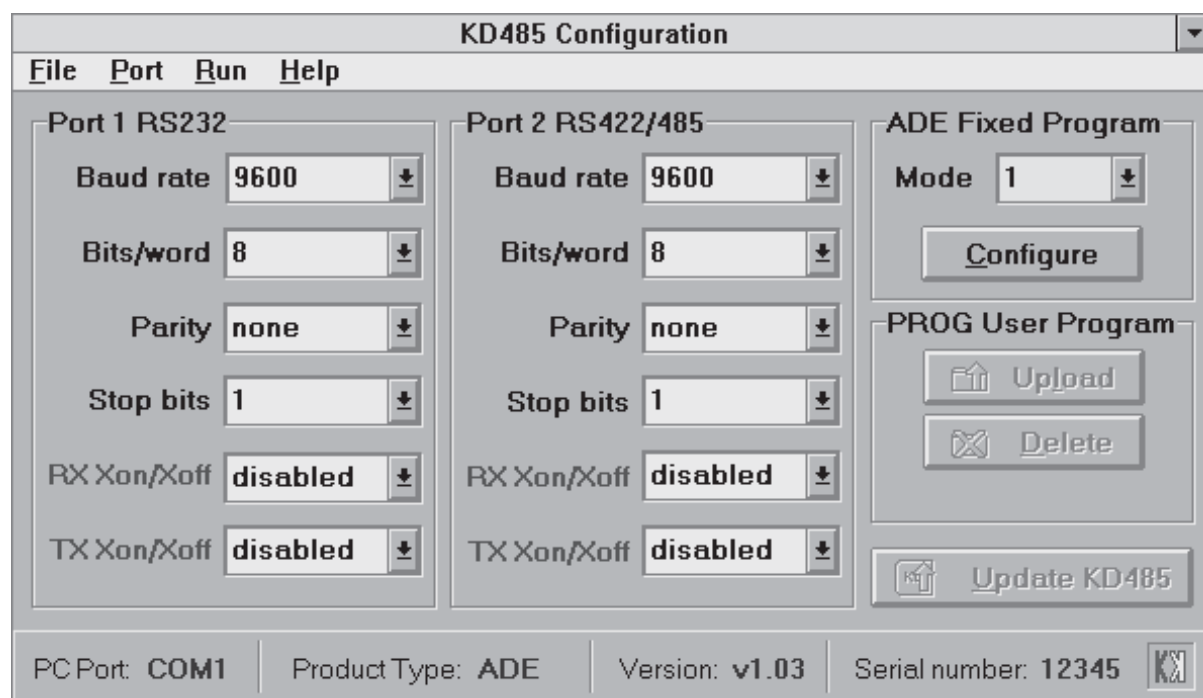 KD485 Configuration
File Port Run Help
Port 1 RS232
Baud rate 9600
Bits/word 8
Parity none
Stop bits 1
RX Xon/Xoff disabled
TX Xon/Xoff disabled
Port 2 RS422/485
Baud rate 9600
Bits/word 8
Parity none
Stop bits 1
RX Xon/Xoff disabled
TX Xon/Xoff disabled
ADE Fixed Program
Mode 1
Configure
PROG User Program
Upload
Delete
Update KD485
PC Port: COM1 Product Type: ADE Version: v1.03 Serial number: 12345